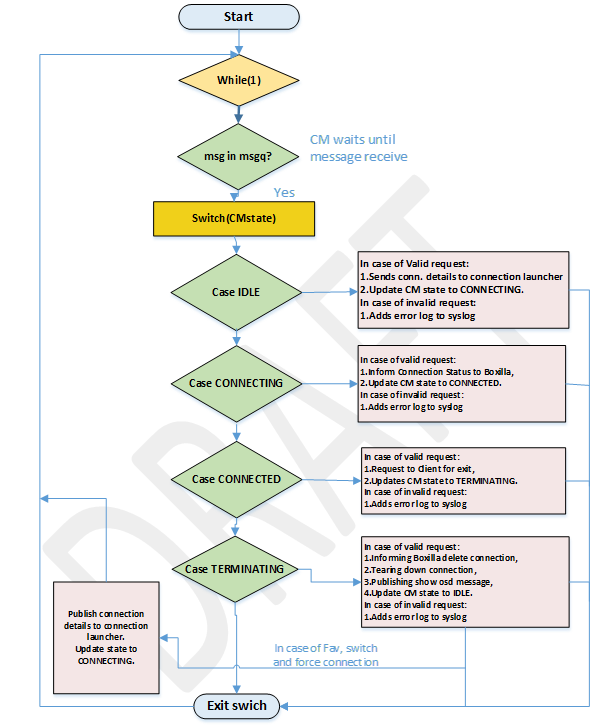 Start
While(1)
msg in msgq?
CM waits until
message receive
Yes
Switch(CMstate)
Case IDLE
In case of Valid request:
1.Sends conn. details to connection launcher
2.Update CM state to CONNECTING.
In case of invalid request:
1.Adds error log to syslog
Case CONNECTING
In case of valid request:
1.Inform Connection Status to Boxilla,
2.Update CM state to CONNECTED.
In case of invalid request:
1.Adds error log to syslog
Case CONNECTED
In case of valid request:
1.Request to Client for exit,
2.Updates CM state to TERMINATING.
In case of invalid request:
1.Adds error log to syslog
Case TERMINATING
In case of valid request:
1.Informing Boxilla delete connection,
2.Tearing down connection,
3.Publishing show osd message,
4.Update CM state to IDLE.
In case of invalid request:
1.Adds error log to syslog
Publish connection
details to connection
launcher.
Update state to
CONNECTING.
In case of Fav, switch
and force connection
Exit swich
DRAFT